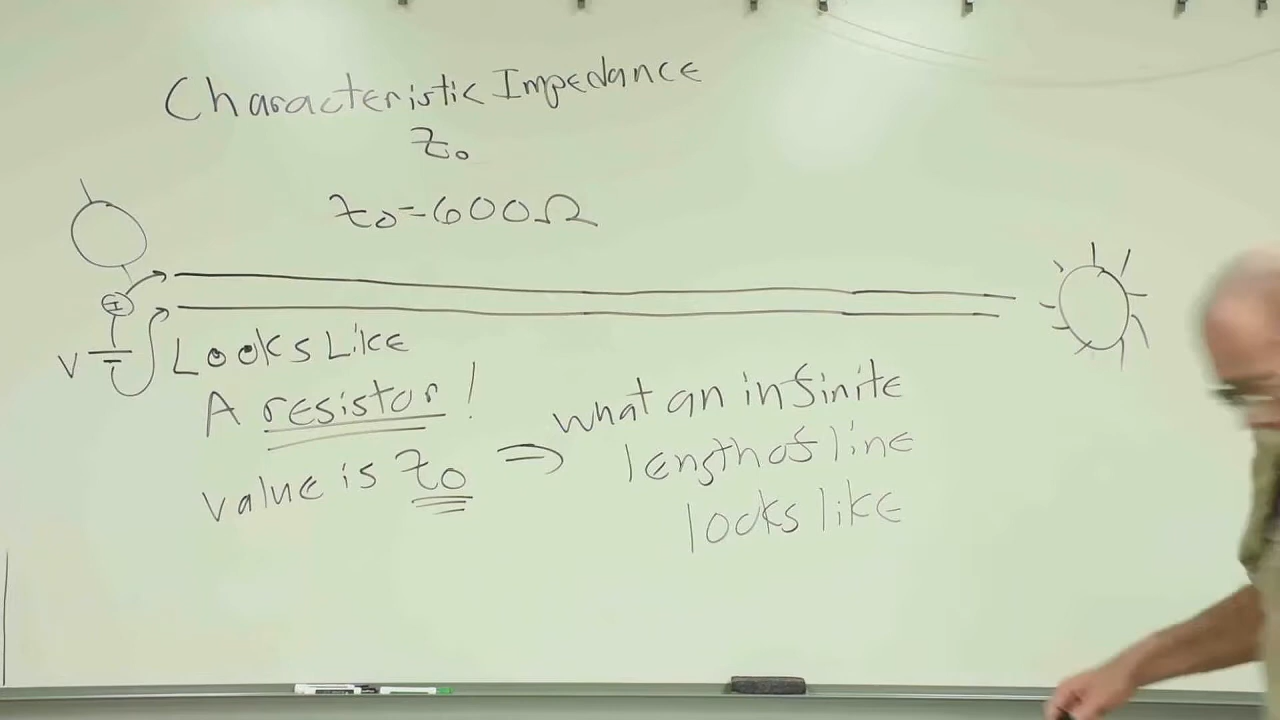 Characteristic Impedance
Zo
Zo = 600Ω
I
V
Looks Like
A resistor!
value is Zo ⇒ what an infinite
length of line
looks like